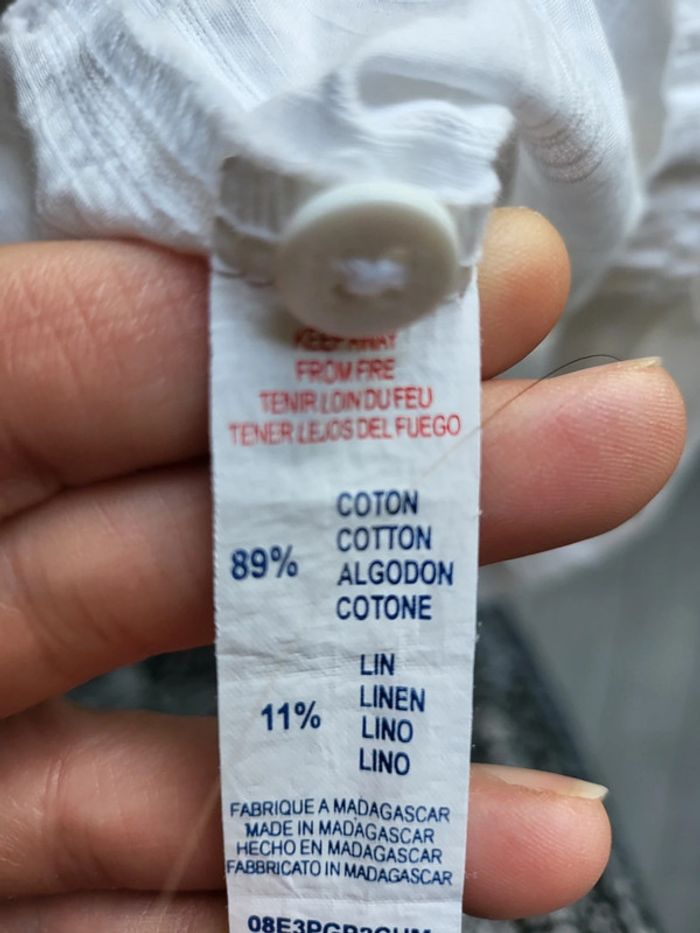 KEEP AWAY
FROM FIRE
TENIR LOIN DU FEU
TENER LEJOS DEL FUEGO
89%
COTON
COTTON
ALGODON
COTONE
11%
LIN
LINEN
LINO
LINO
FABRIQUE A MADAGASCAR
MADE IN MADAGASCAR
HECHO EN MADAGASCAR
FABBRICATO IN MADAGASCAR